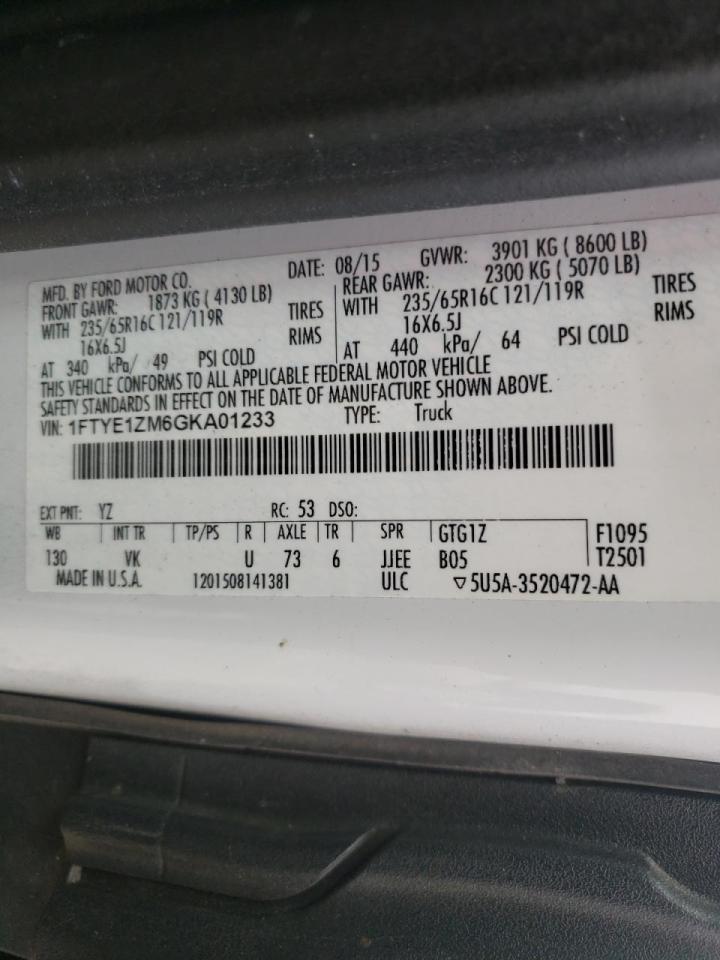 MFD. BY FORD MOTOR CO. DATE: 08/15 GVWR: 3901 KG ( 8600 LB)
FRONT GAWR: 1873 KG ( 4130 LB) REAR GAWR: 2300 KG ( 5070 LB)
WITH 235/65R16C 121/119R TIRES WITH 235/65R16C 121/119R TIRES
16X6.5J RIMS 16X6.5J RIMS
AT 340 kPa/ 49 PSI COLD AT 440 kPa/ 64 PSI COLD
THIS VEHICLE CONFORMS TO ALL APPLICABLE FEDERAL MOTOR VEHICLE
SAFETY STANDARDS IN EFFECT ON THE DATE OF MANUFACTURE SHOWN ABOVE.
VIN: 1FTYE1ZM6GKA01233 TYPE: Truck
EXT PNT: YZ RC: 53 DSO:
WB INT TR TP/PS R AXLE TR SPR GTG1Z F1095
130 VK U 73 6 JJEE B05 T2501
MADE IN U.S.A. 1201508141381 ULC ▽5U5A-3520472-AA